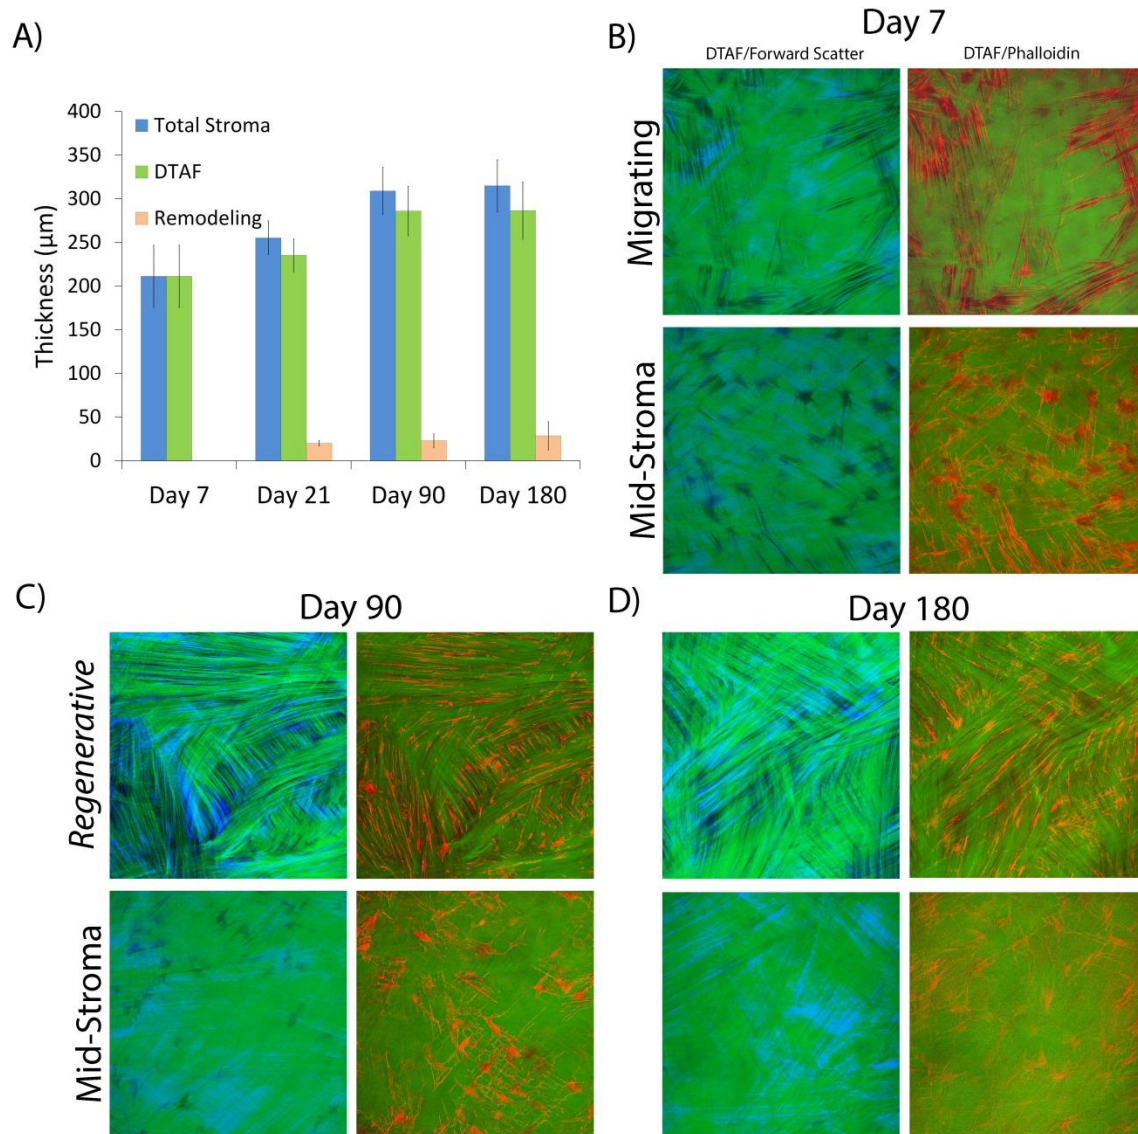 A)
400
350
300
250
200
150
100
50
0
Thickness (µm)
Total Stroma
DTAF
Remodeling
Day 7
Day 21
Day 90
Day 180
B)
Day 7
DTAF/Forward Scatter
DTAF/Phalloidin
Migrating
Mid-Stroma
C)
Day 90
Regenerative
Mid-Stroma
D)
Day 180